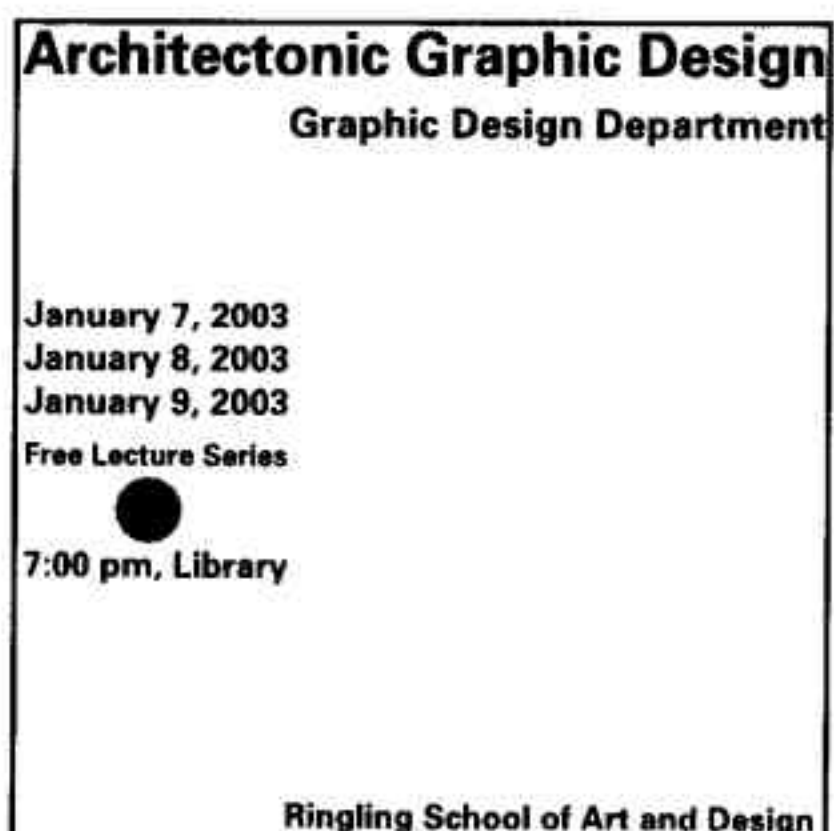 Architectonic Graphic Design
Graphic Design Department
January 7, 2003
January 8, 2003
January 9, 2003
Free Lecture Series
7:00 pm, Library
Ringling School of Art and Design